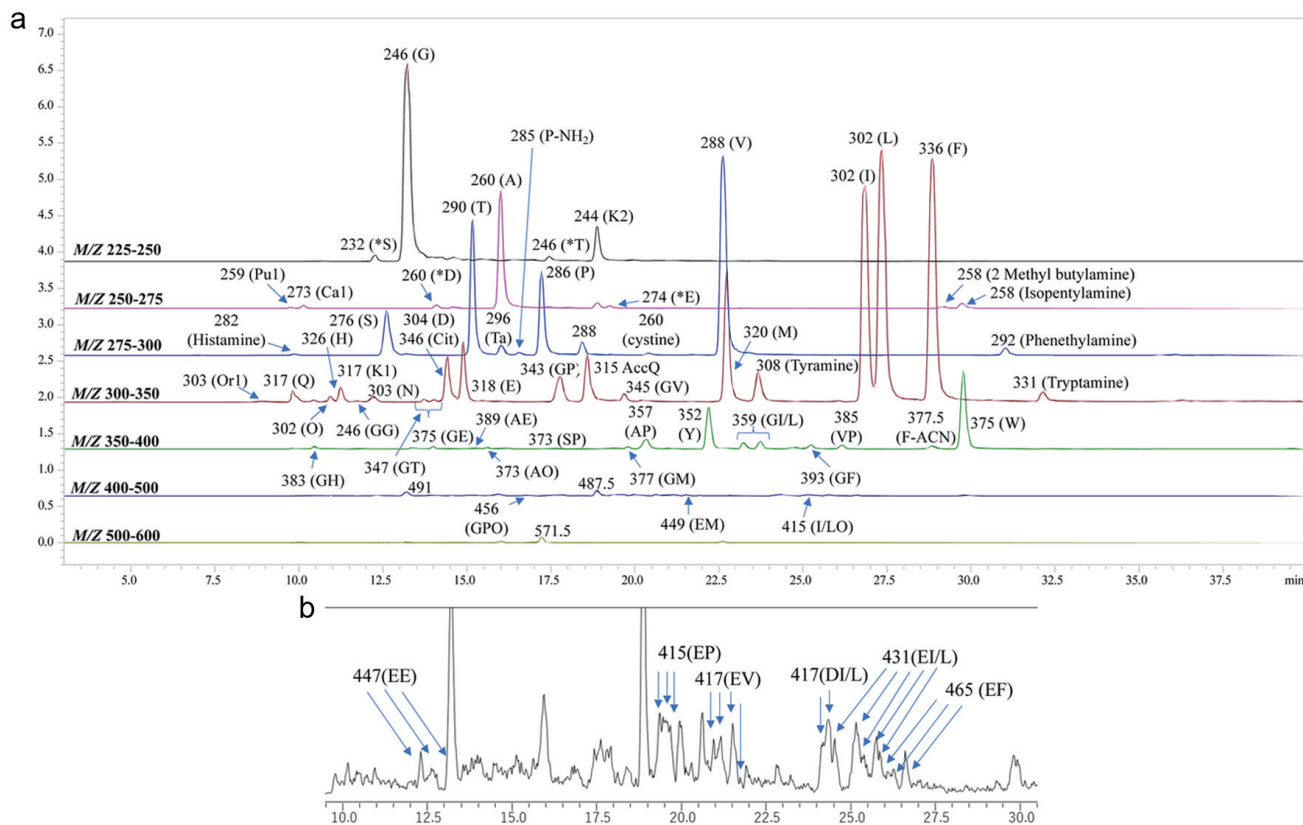 a
7.0
6.5
6.0
5.5
5.0
4.5
4.0
3.5
3.0
2.5
2.0
1.5
1.0
0.5
0.0
246 (G)
285 (P-NH2)
288 (V)
302 (L)
336 (F)
302 (I)
260 (A)
290 (T)
244 (K2)
M/Z 225-250
232 (*S)
246 (*T)
286 (P)
259 (Pu1)
273 (Ca1)
260 (*D)
274 (*E)
258 (2 Methyl butylamine)
258 (Isopentylamine)
M/Z 250-275
282
(Histamine)
276 (S)
326 (H)
304 (D)
346 (Cit)
296
(Ta)
288
260
(cystine)
320 (M)
292 (Phenethylamine)
M/Z 275-300
317 (K1)
303 (Or1)
317 (Q)
303 (N)
318 (E)
343 (GP)
315 AccQ
345 (GV)
308 (Tyramine)
331 (Tryptamine)
M/Z 300-350
302 (O)
246 (GG)
375 (GE)
389 (AE)
373 (SP)
357
(AP)
352
(Y)
359 (GI/L)
385
(VP)
377.5
(F-ACN)
375 (W)
M/Z 350-400
383 (GH)
347 (GT)
373 (AO)
377 (GM)
393 (GF)
M/Z 400-500
491
456
(GPO)
487.5
449 (EM)
415 (I/LO)
M/Z 500-600
571.5
5.0 7.5 10.0 12.5 15.0 17.5 20.0 22.5 25.0 27.5 30.0 32.5 35.0 37.5 min
b
447(EE)
415(EP)
417(EV)
417(DI/L)
431(EI/L)
465 (EF)
10.0 12.5 15.0 17.5 20.0 22.5 25.0 27.5 30.0